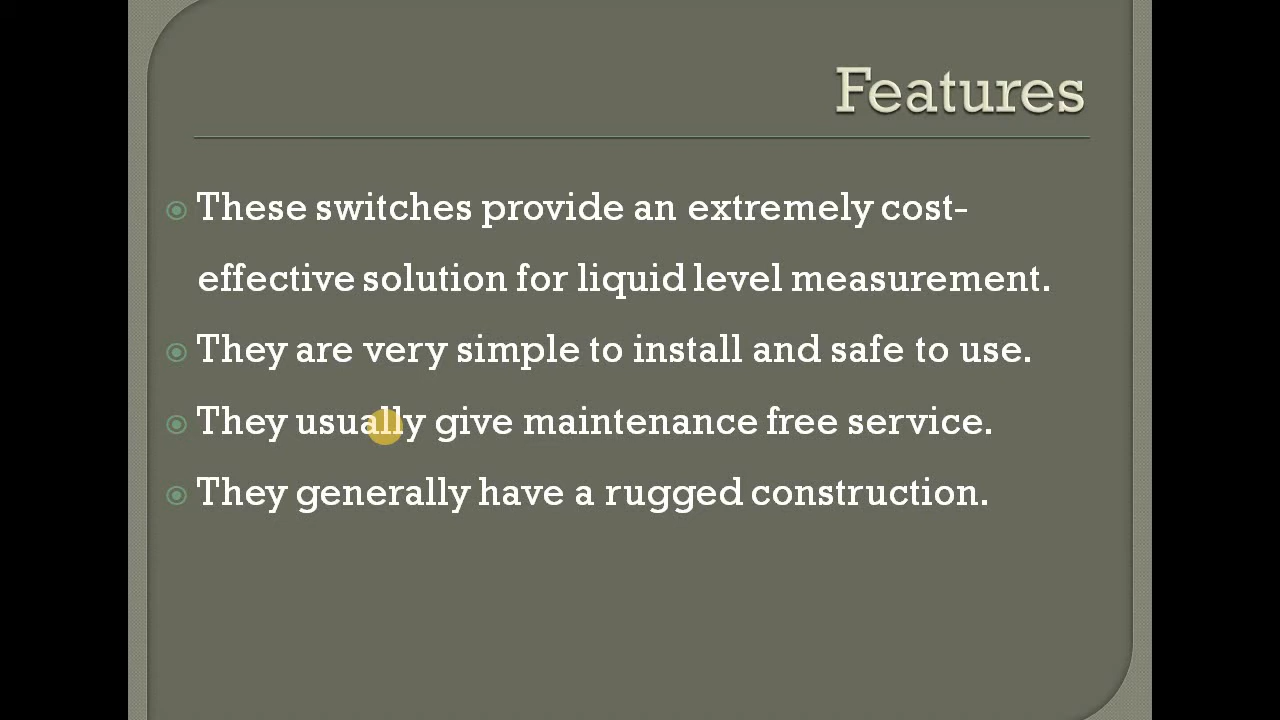 Features
These switches provide an extremely cost-
effective solution for liquid level measurement.
They are very simple to install and safe to use.
They usually give maintenance free service.
They generally have a rugged construction.